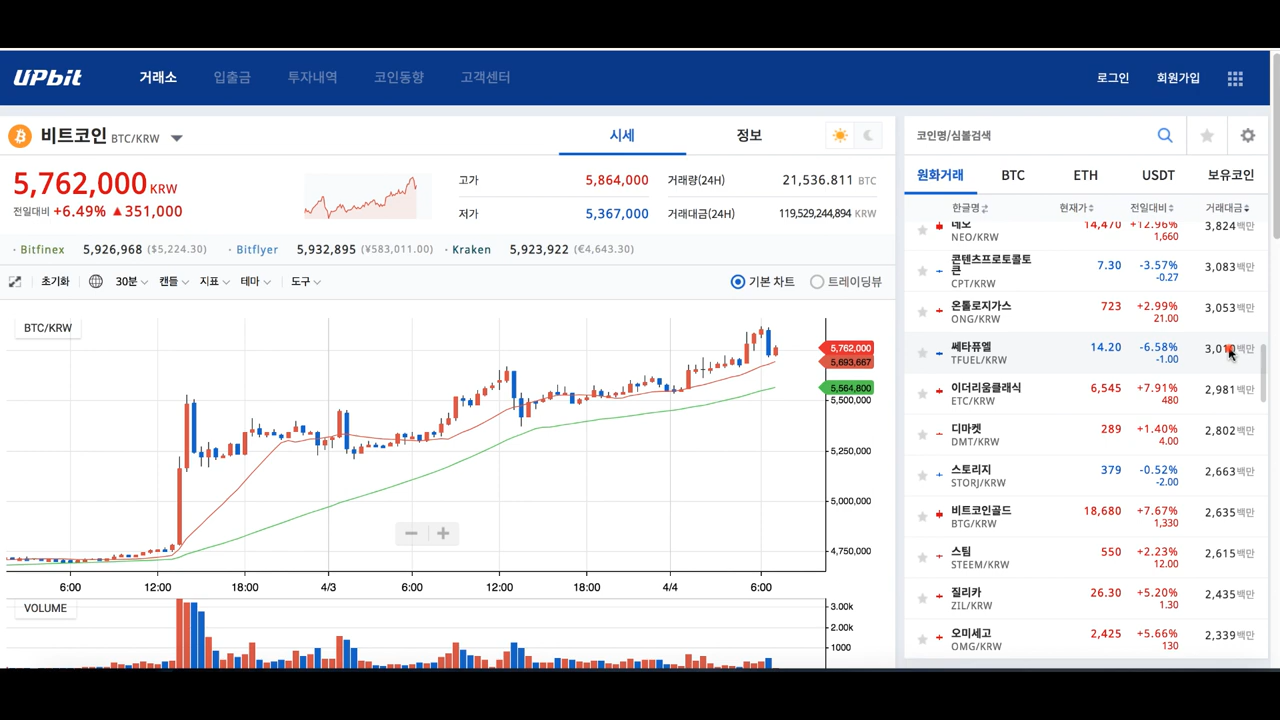 UPbit 거래소 입출금 투자내역 코인동향 고객센터 로그인 회원가입
비트코인 BTC/KRW 시세 정보
5,762,000 KRW
전일대비 +6.49% ▲351,000
고가 5,864,000 거래량(24H) 21,536.811 BTC
저가 5,367,000 거래대금(24H) 119,529,244,894 KRW
· Bitfinex 5,926,968 ($5,224.30) · Bitflyer 5,932,895 (¥583,011.00) · Kraken 5,923,922 (€4,643.30)
초기화 30분 캔들 지표 테마 도구 기본 차트 트레이딩뷰
BTC/KRW
5,762,000
5,693,667
5,564,800
5,500,000
5,250,000
5,000,000
4,750,000
6:00 12:00 18:00 4/3 6:00 12:00 18:00 4/4 6:00
VOLUME
3.00k
2.00k
1000
코인명/심볼검색
원화거래 BTC ETH USDT 보유코인
한글명 현재가 전일대비 거래대금
네오 14,470 +12.96% 3,824백만
NEO/KRW 1,660
콘텐츠프로토콜토 7.30 -3.57% 3,083백만
큰 -0.27
CPT/KRW
온톨로지가스 723 +2.99% 3,053백만
ONG/KRW 21.00
쎄타퓨엘 14.20 -6.58% 백만
TFUEL/KRW -1.00
이더리움클래식 6,545 +7.91% 2,981백만
ETC/KRW 480
디마켓 289 +1.40% 2,802백만
DMT/KRW 4.00
스토리지 379 -0.52% 2,663백만
STORJ/KRW -2.00
비트코인골드 18,680 +7.67% 2,635백만
BTG/KRW 1,330
스팀 550 +2.23% 2,615백만
STEEM/KRW 12.00
질리카 26.30 +5.20% 2,435백만
ZIL/KRW 1.30
오미세고 2,425 +5.66% 2,339백만
OMG/KRW 130